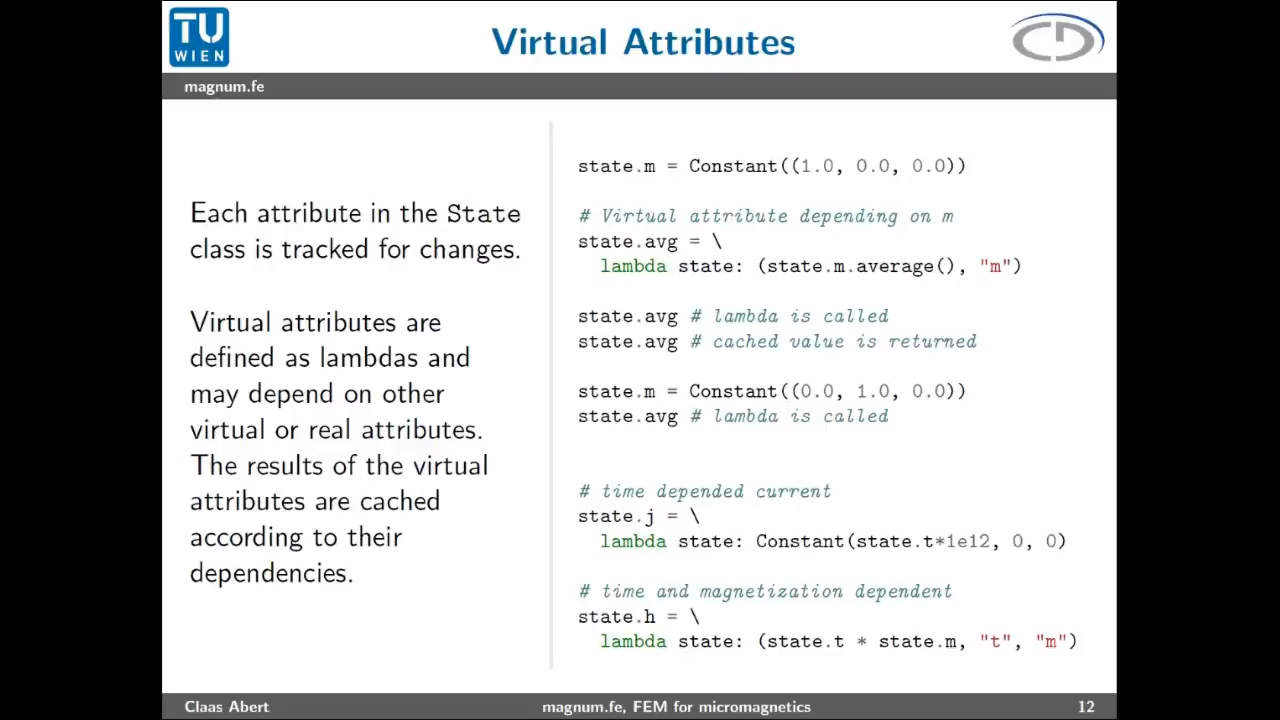 TU
WIEN
Virtual Attributes
CD
magnum.fe
Each attribute in the State
class is tracked for changes.
Virtual attributes are
defined as lambdas and
may depend on other
virtual or real attributes.
The results of the virtual
attributes are cached
according to their
dependencies.
state.m = Constant((1.0, 0.0, 0.0))
# Virtual attribute depending on m
state.avg = \
lambda state: (state.m.average(), "m")
state.avg # lambda is called
state.avg # cached value is returned
state.m = Constant((0.0, 1.0, 0.0))
state.avg # lambda is called
# time depended current
state.j = \
lambda state: Constant(state.t*1e12, 0, 0)
# time and magnetization dependent
state.h = \
lambda state: (state.t * state.m, "t", "m")
Claas Abert
magnum.fe, FEM for micromagnetics
12